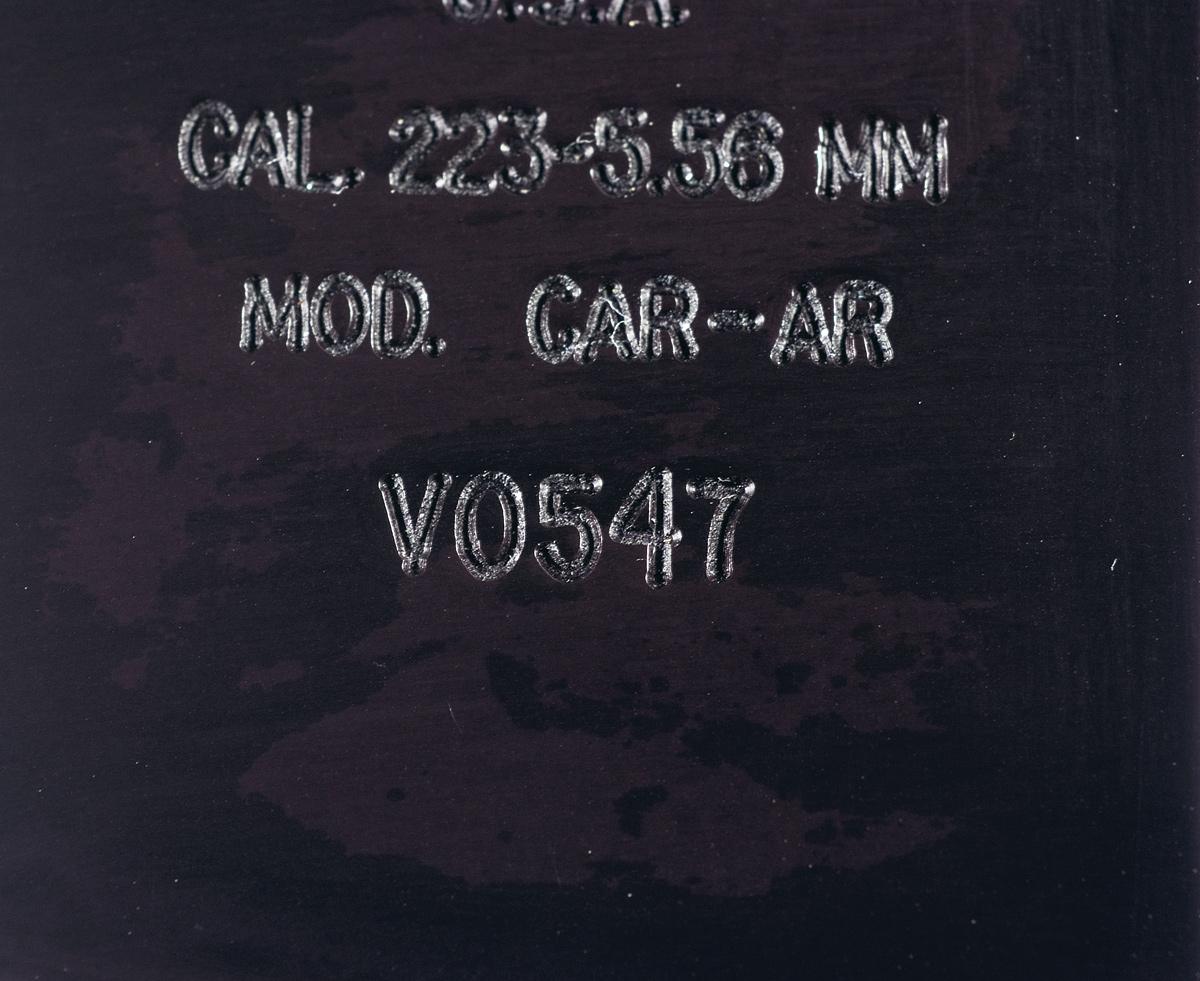 U.S.A.
CAL. 223-5.56 MM
MOD. CAR-AR
V0547